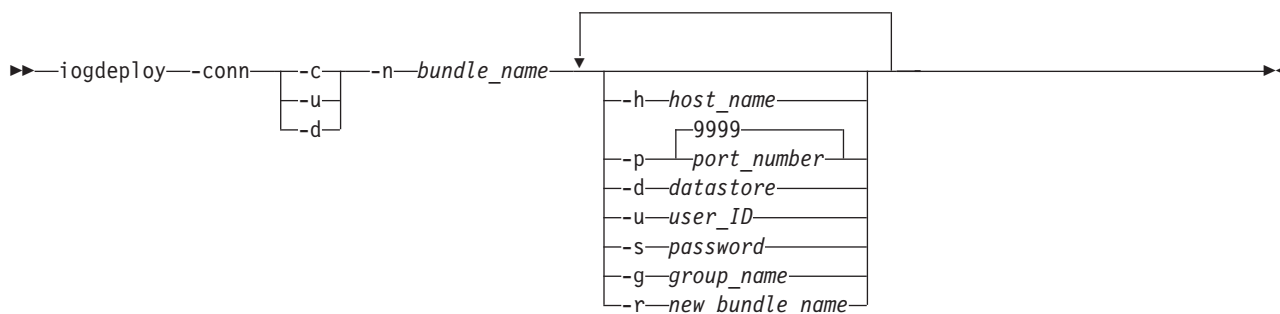 iogdeploy -conn -c -n bundle_name
-u
-d
-h host_name
9999
-p port_number
-d datastore
-u user_ID
-s password
-g group_name
-r new bundle name